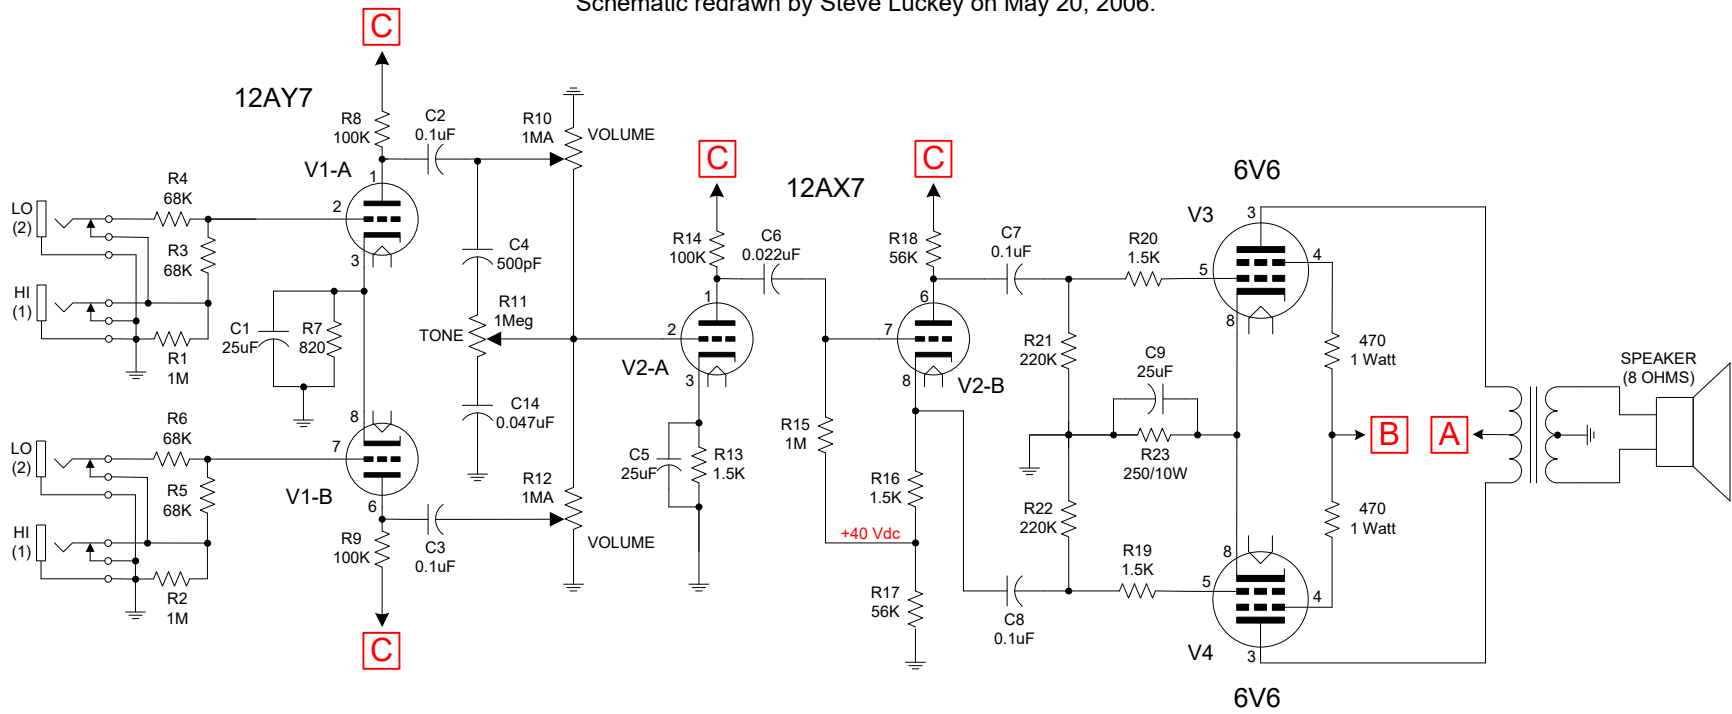 Schematic redrawn by Steve Luckey on May 20, 2006.
C
12AY7
R8
100K
C2
0.1uF
R10
1MA
VOLUME
V1-A
1
2
3
LO
(2)
R4
68K
R3
68K
HI
(1)
R1
1M
C1
25uF
R7
820
C4
500pF
R11
1Meg
TONE
C14
0.047uF
LO
(2)
R6
68K
R5
68K
HI
(1)
R2
1M
8
7
6
V1-B
R9
100K
C3
0.1uF
R12
1MA
VOLUME
C
C
12AX7
R14
100K
C6
0.022uF
1
2
3
V2-A
C5
25uF
R13
1.5K
R15
1M
+40 Vdc
C
R18
56K
C7
0.1uF
6
7
8
V2-B
R16
1.5K
R17
56K
C8
0.1uF
R20
1.5K
R21
220K
C9
25uF
R23
250/10W
R22
220K
R19
1.5K
6V6
V3
3
4
5
8
470
1 Watt
B
A
470
1 Watt
8
5
4
3
V4
6V6
SPEAKER
(8 OHMS)